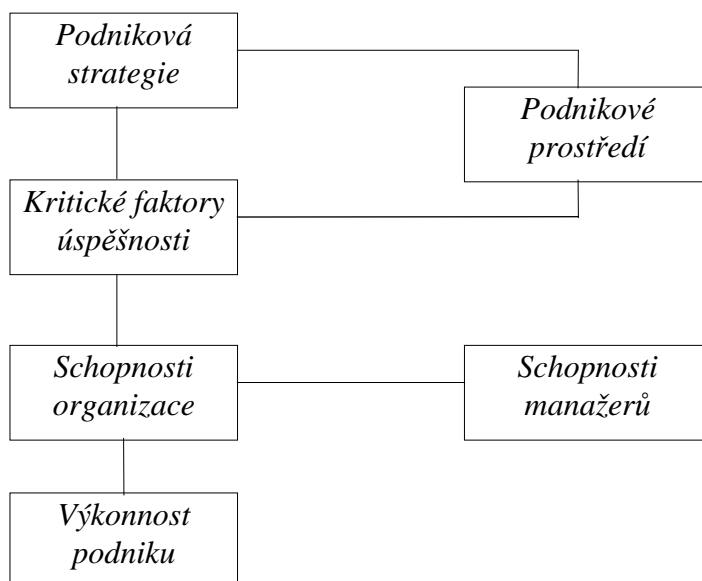 Podniková
strategie
Podnikové
prostředí
Kritické faktory
úspěšnosti
Schopnosti
organizace
Schopnosti
manažerů
Výkonnost
podniku